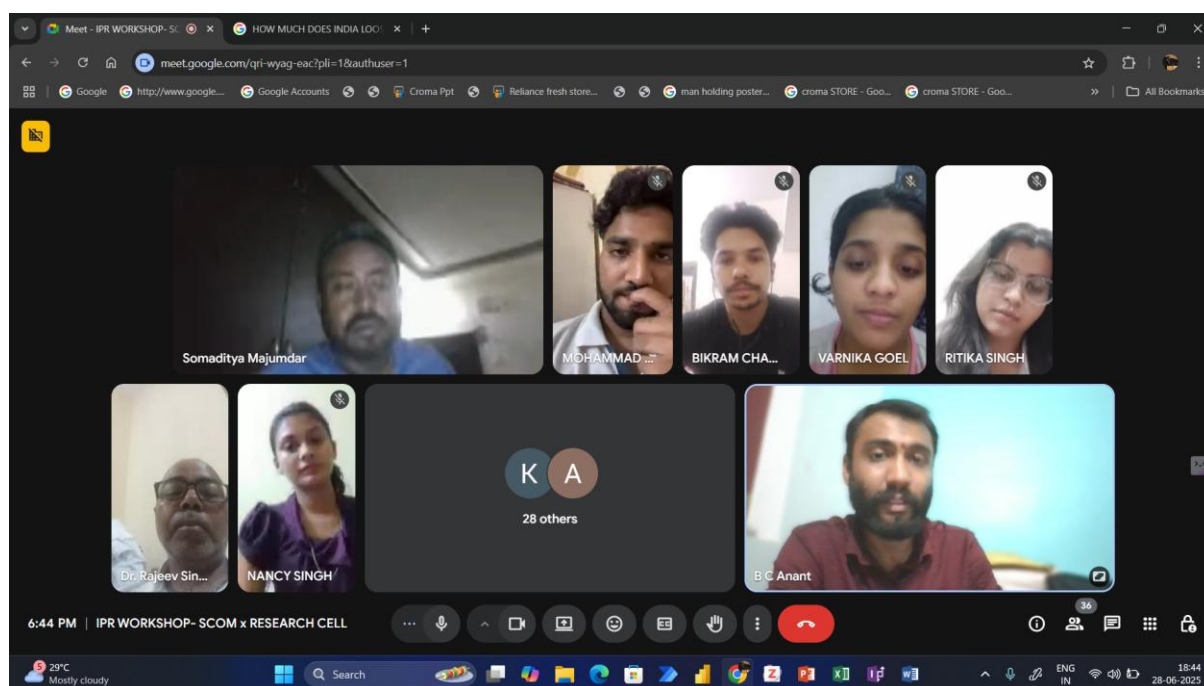 Meet - IPR WORKSHOP- SC
HOW MUCH DOES INDIA LOO
meet.google.com/qri-wyag-eac?pli=1&authuser=1
Google
http://www.google....
Google Accounts
Croma Ppt
Reliance fresh store...
man holding poster...
croma STORE - Goo...
croma STORE - Goo...
»
All Bookmarks
Somaditya Majumdar
MOHAMMAD ...
BIKRAM CHA...
VARNIKA GOEL
RITIKA SINGH
Dr. Rajeev Sin...
NANCY SINGH
K A
28 others
B C Anant
6:44 PM | IPR WORKSHOP- SCOM x RESEARCH CELL
36
5
29°C
Mostly cloudy
Search
ENG
IN
18:44
28-06-2025